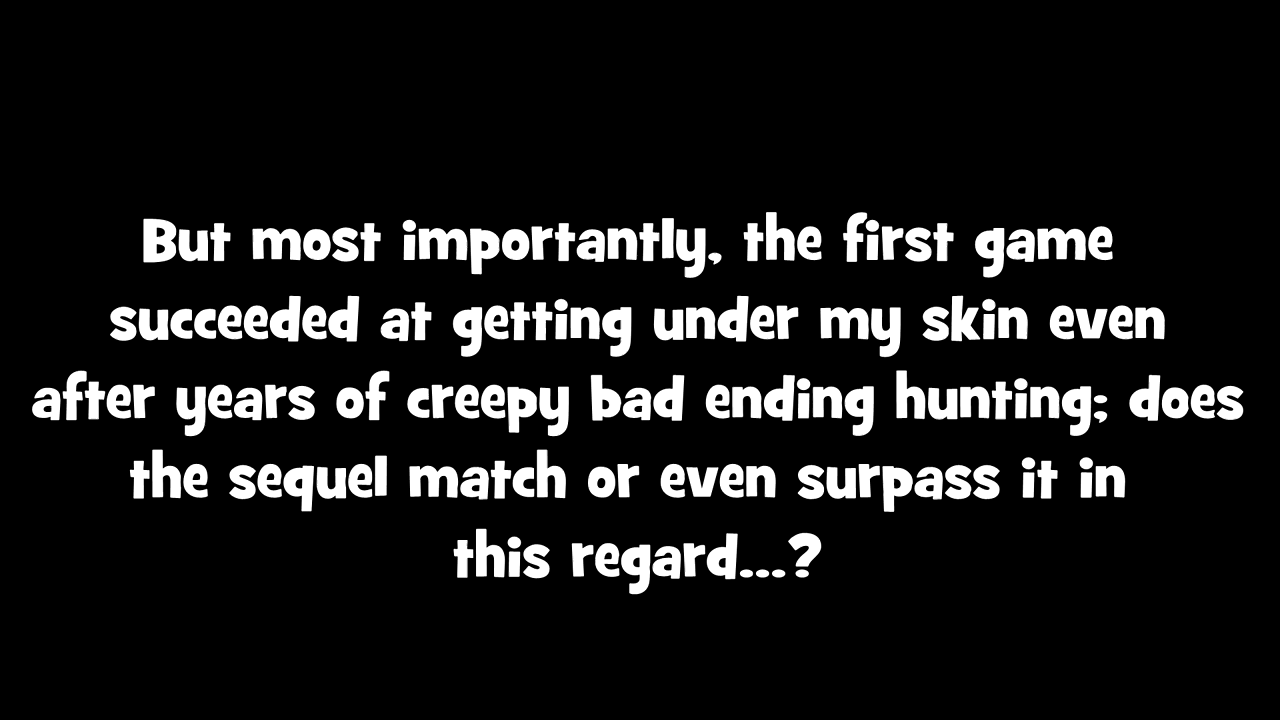 But most importantly, the first game
succeeded at getting under my skin even
after years of creepy bad ending hunting; does
the sequel match or even surpass it in
this regard...?